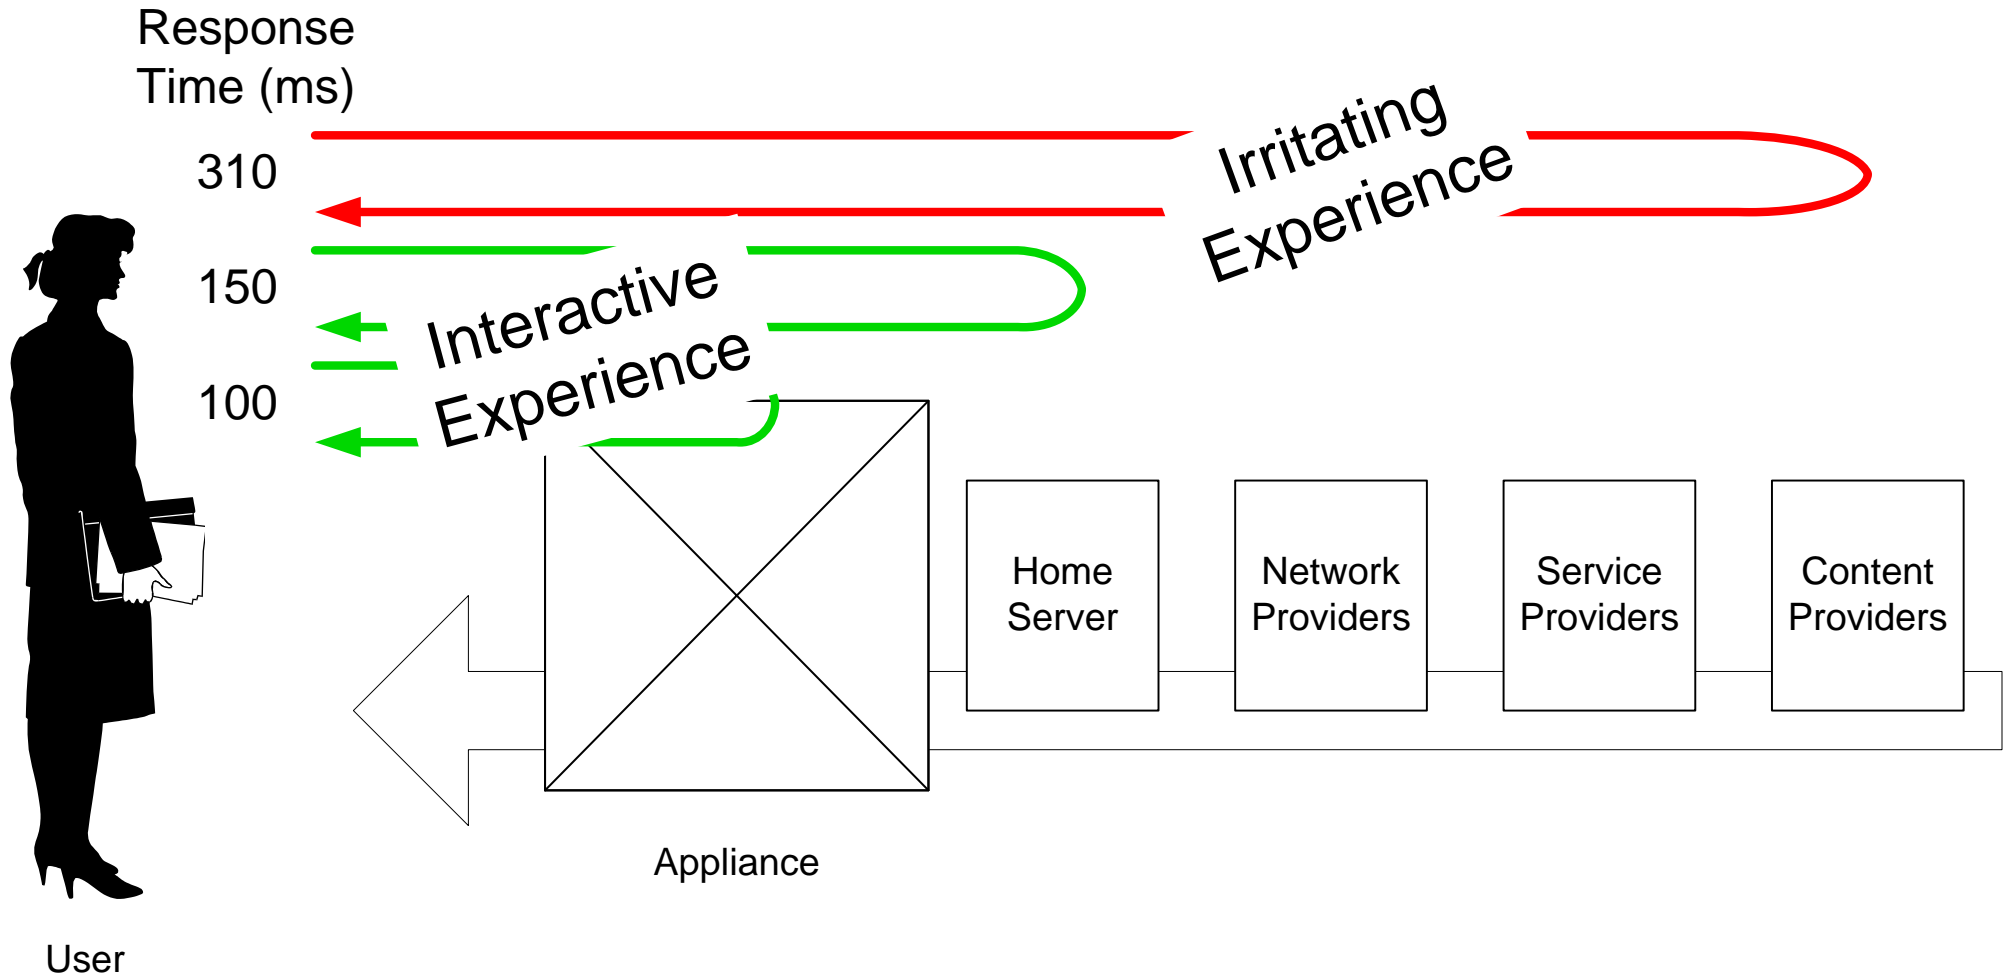 Response
Time (ms)
310
150
100
Irritating
Experience
Interactive
Experience
Home
Server
Network
Providers
Service
Providers
Content
Providers
Appliance
User